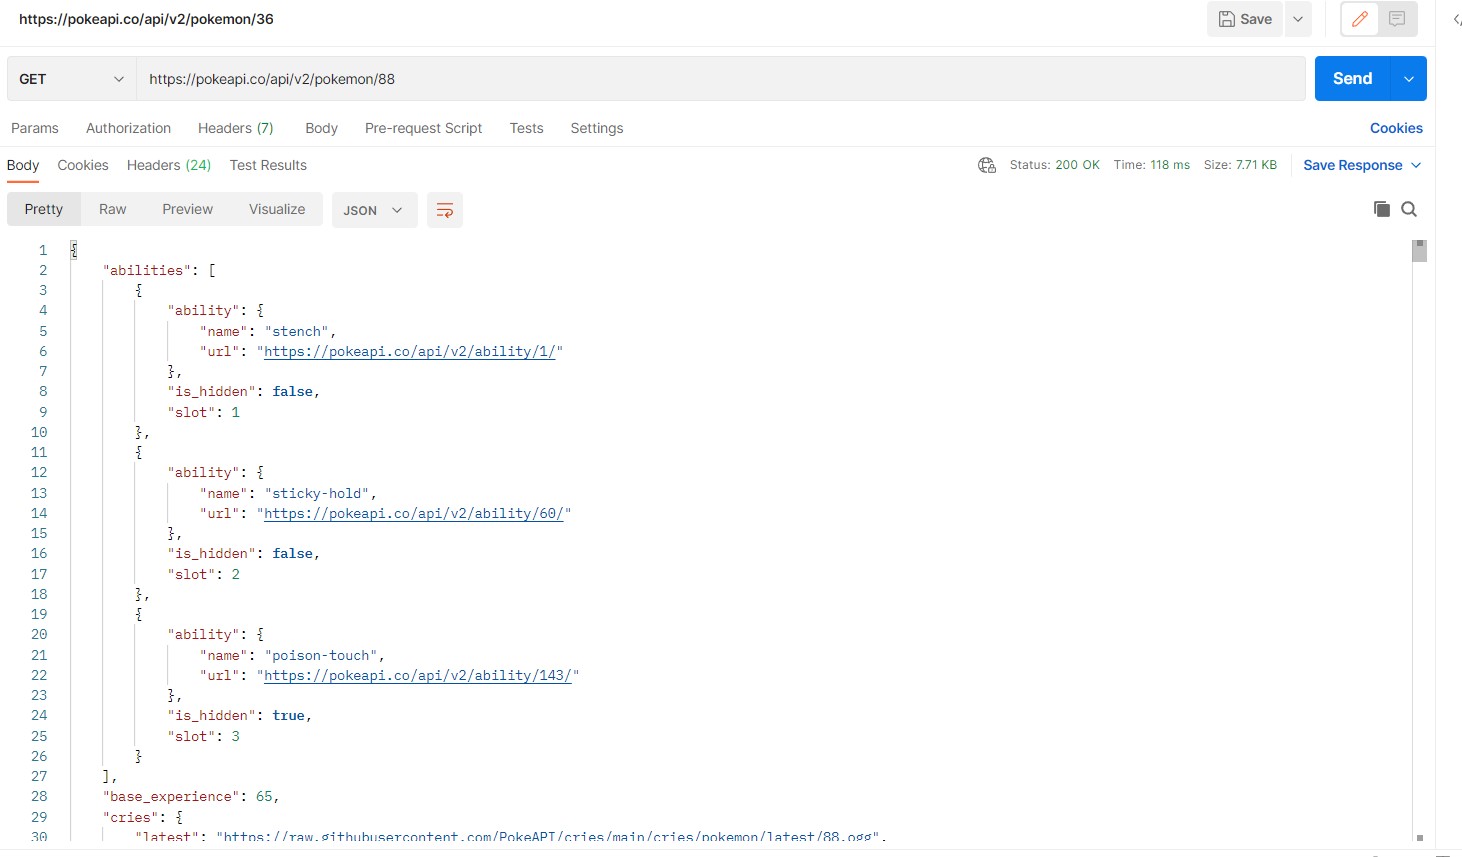 https://pokeapi.co/api/v2/pokemon/36 Save
GET https://pokeapi.co/api/v2/pokemon/88 Send
Params Authorization Headers (7) Body Pre-request Script Tests Settings Cookies
Body Cookies Headers (24) Test Results Status: 200 OK Time: 118 ms Size: 7.71 KB Save Response
Pretty Raw Preview Visualize JSON
1 {
2 "abilities": [
3 {
4 "ability": {
5 "name": "stench",
6 "url": "https://pokeapi.co/api/v2/ability/1/"
7 },
8 "is_hidden": false,
9 "slot": 1
10 },
11 {
12 "ability": {
13 "name": "sticky-hold",
14 "url": "https://pokeapi.co/api/v2/ability/60/"
15 },
16 "is_hidden": false,
17 "slot": 2
18 },
19 {
20 "ability": {
21 "name": "poison-touch",
22 "url": "https://pokeapi.co/api/v2/ability/143/"
23 },
24 "is_hidden": true,
25 "slot": 3
26 }
27 ],
28 "base_experience": 65,
29 "cries": {
30 "latest": "https://raw.githubusercontent.com/PokeAPI/cries/main/cries/pokemon/latest/88.ogg",